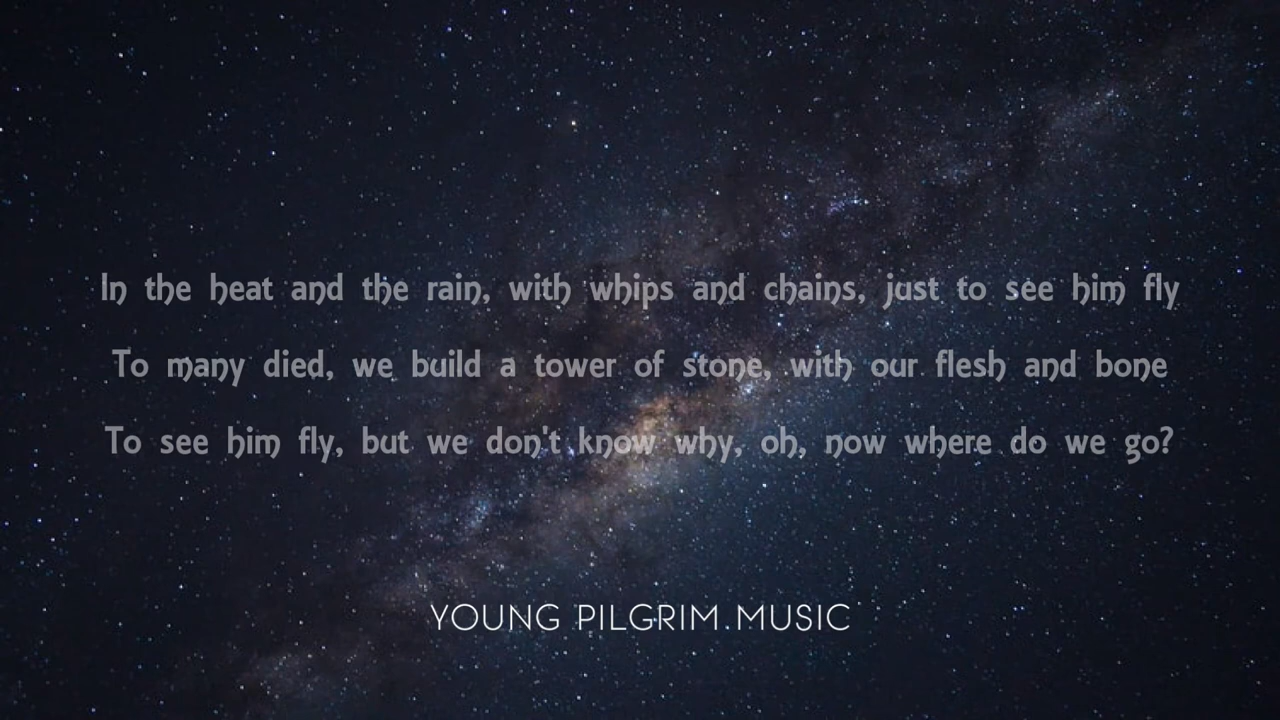 In the heat and the rain, with whips and chains, just to see him fly
To many died, we build a tower of stone, with our flesh and bone
To see him fly, but we don't know why, oh, now where do we go?
YOUNG PILGRIM.MUSIC